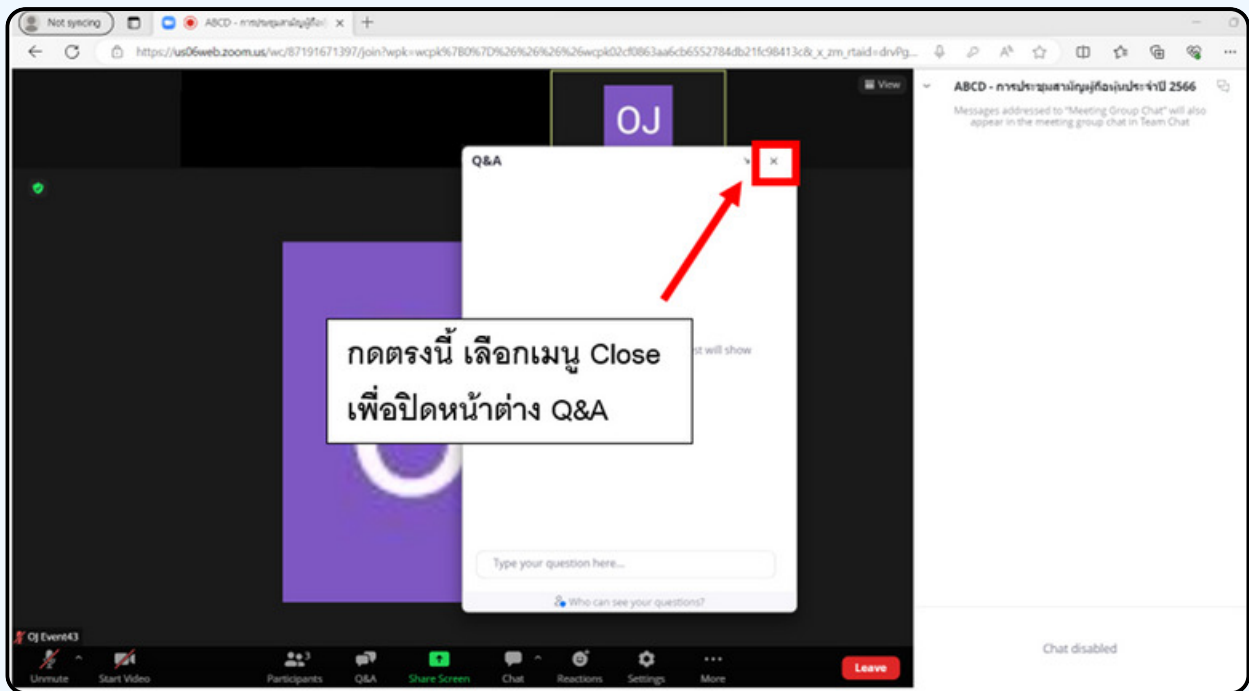 Not syncing
ABCD - การประชุมสามัญผู้ถือหุ้
https://us06web.zoom.us/wc/87191671397/join?wpk=wcpk%7B0%7D%26%26%26%26wcpk02cf0863aa6cb6552784db21fc98413c&_x_zm_rtaid=drvPg...
View
OJ
ABCD - การประชุมสามัญผู้ถือหุ้นประจำปี 2566
Messages addressed to "Meeting Group Chat" will also
appear in the meeting group chat in Team Chat
Q&A
กดตรงนี้ เลือกเมนู Close
เพื่อปิดหน้าต่าง Q&A
st will show
Type your question here...
Who can see your questions?
Chat disabled
OJ Event43
3
Unmute Start Video Participants Q&A Share Screen Chat Reactions Settings More Leave